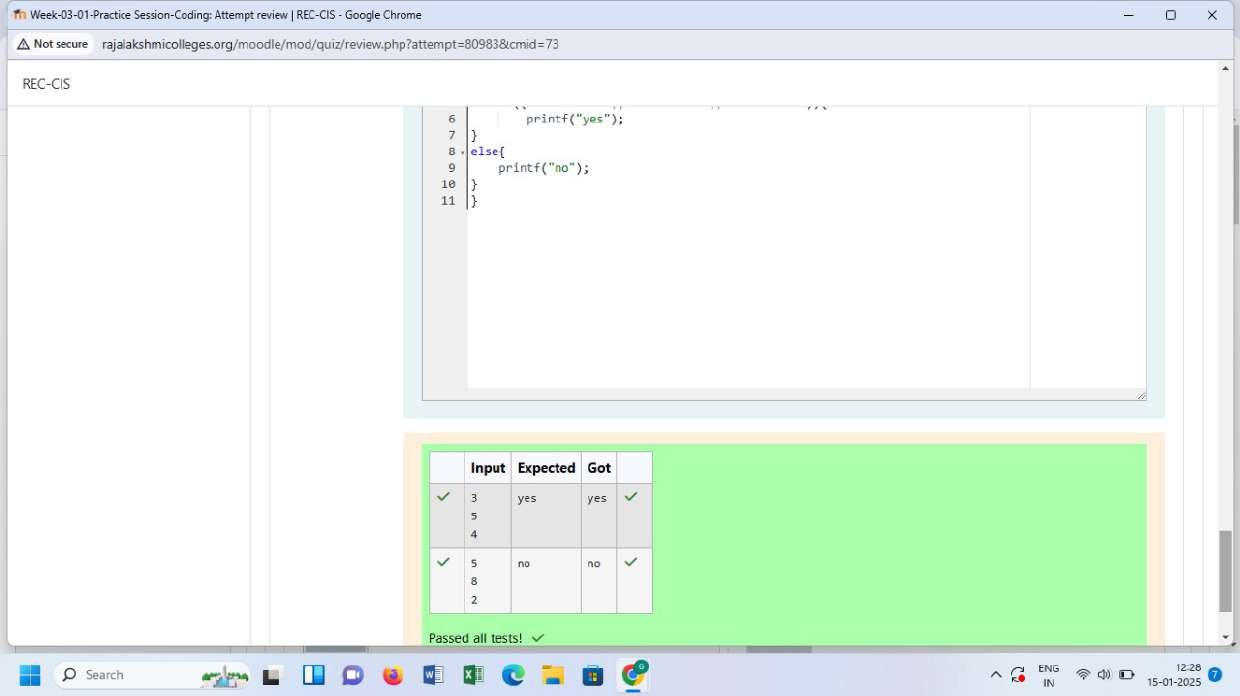 Week-03-01-Practice Session-Coding: Attempt review | REC-CIS - Google Chrome
Not secure rajalakshmicolleges.org/moodle/mod/quiz/review.php?attempt=80983&cmid=73
REC-CIS
6 printf("yes");
7 }
8 else{
9 printf("no");
10 }
11 }
Input Expected Got
3 yes yes
5
4
5 no no
8
2
Passed all tests!
Search
ENG
IN
12:28
15-01-2025
7